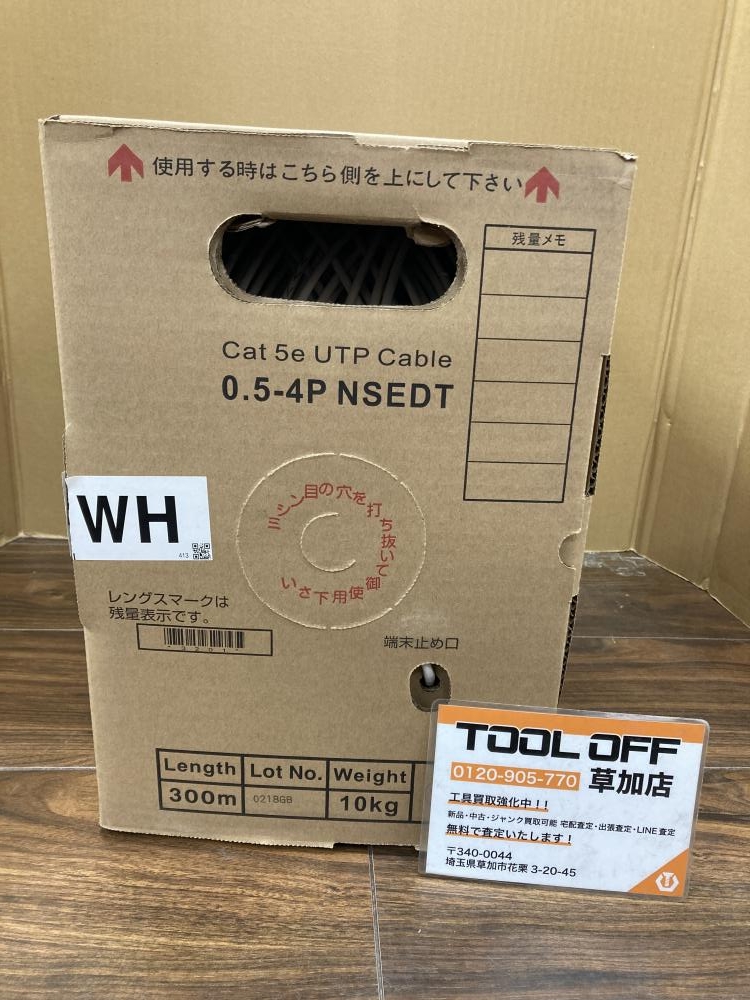 使用する時はこちら側を上にして下さい
残量メモ
Cat 5e UTP Cable
0.5-4P NSEDT
ミシン目の穴を打ち抜いて御使用下さい
WH
413
レングスマークは
残量表示です。
端末止め口
Length Lot No. Weight
300m 0218GB 10kg
TOOL OFF
0120-905-770 草加店
工具買取強化中！！
新品・中古・ジャンク買取可能 宅配査定・出張査定・LINE査定
無料で査定いたします！
〒340-0044
埼玉県草加市花栗 3-20-45